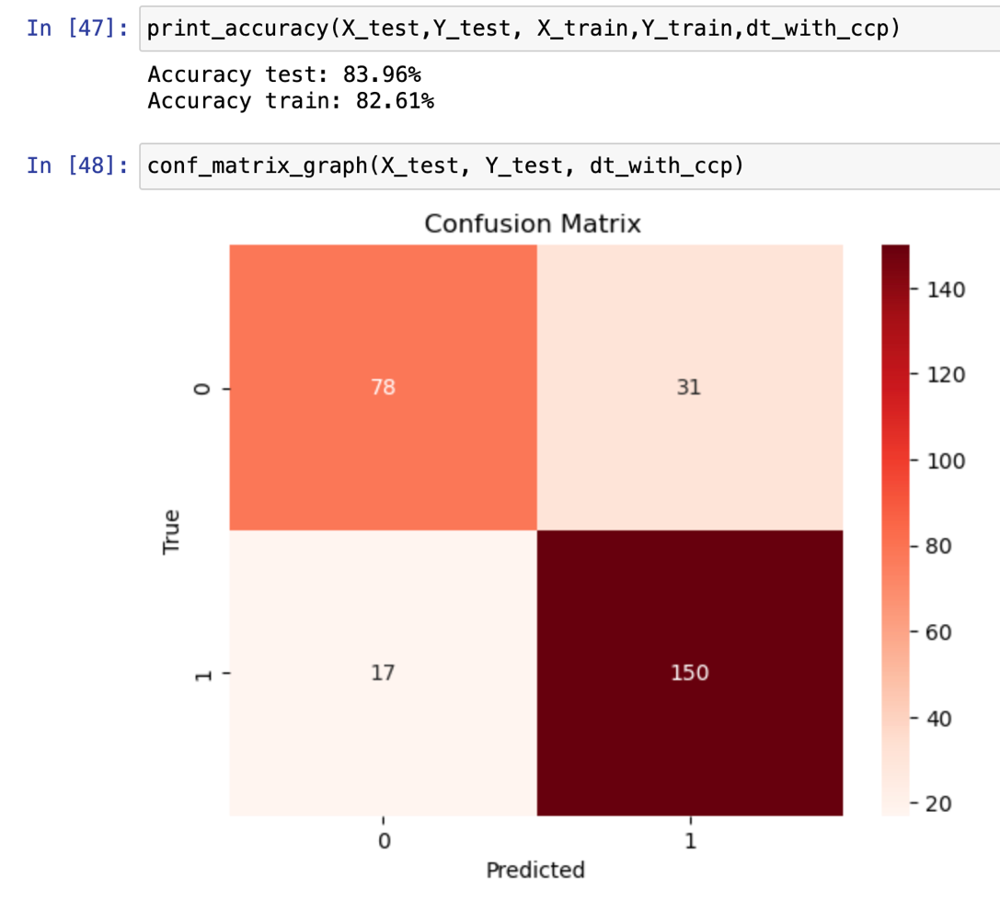 In [47]: print_accuracy(X_test,Y_test, X_train,Y_train,dt_with_ccp)
Accuracy test: 83.96%
Accuracy train: 82.61%
In [48]: conf_matrix_graph(X_test, Y_test, dt_with_ccp)
Confusion Matrix
0
78
31
True
1
17
150
0
1
Predicted
140
120
100
80
60
40
20